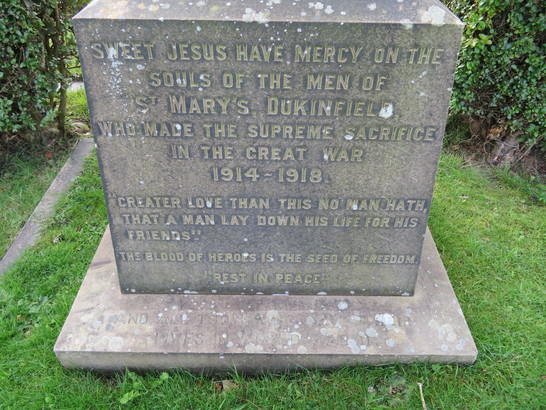 SWEET JESUS HAVE MERCY ON THE
SOULS OF THE MEN OF
ST MARY'S, DUKINFIELD,
WHO MADE THE SUPREME SACRIFICE
IN THE GREAT WAR
1914-1918.
"GREATER LOVE THAN THIS NO MAN HATH
THAT A MAN LAY DOWN HIS LIFE FOR HIS
FRIENDS".
THE BLOOD OF HEROES IS THE SEED OF FREEDOM.
"REST IN PEACE"
AND